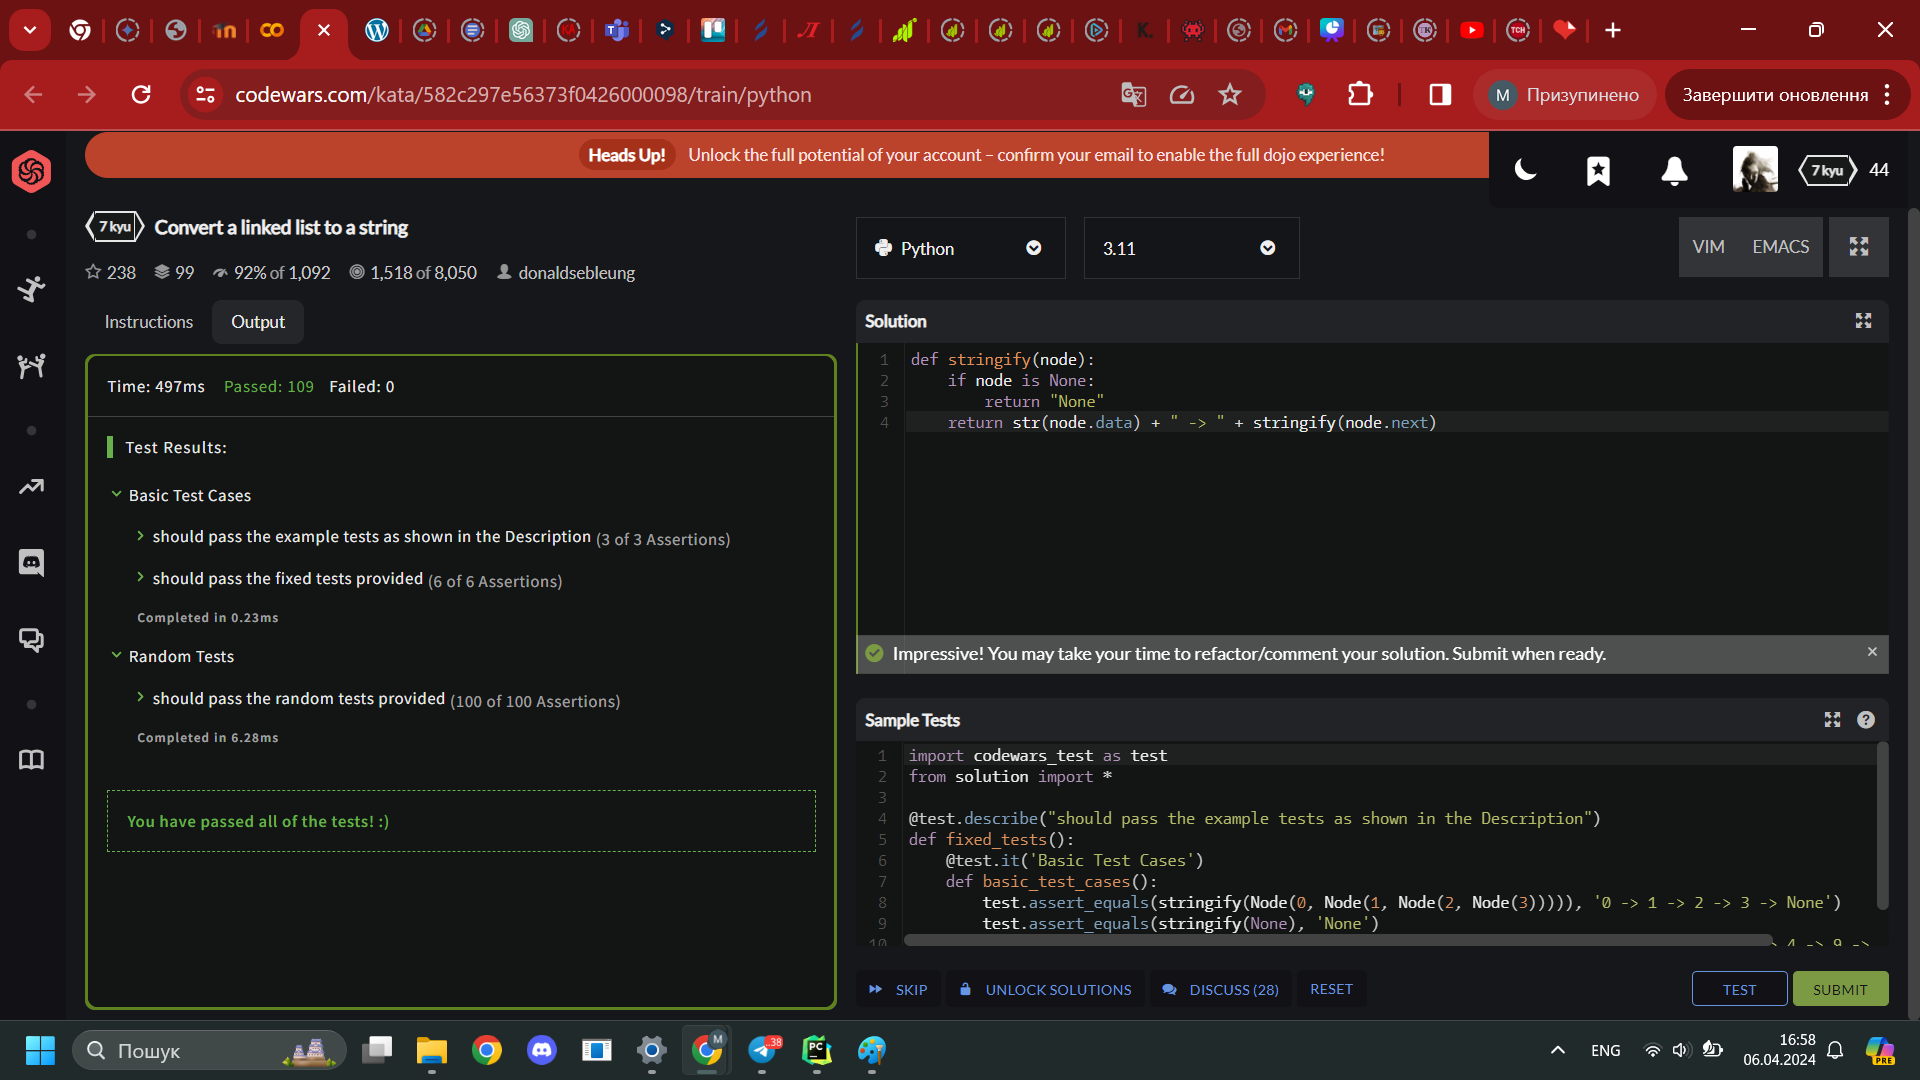 codewars.com/kata/582c297e56373f0426000098/train/python
M Призупинено
Завершити оновлення
Heads Up! Unlock the full potential of your account – confirm your email to enable the full dojo experience!
7 kyu 44
7 kyu Convert a linked list to a string
238 99 92% of 1,092 1,518 of 8,050 donaldsebleung
Python
3.11
VIM EMACS
Instructions Output
Time: 497ms Passed: 109 Failed: 0
Test Results:
Basic Test Cases
should pass the example tests as shown in the Description (3 of 3 Assertions)
should pass the fixed tests provided (6 of 6 Assertions)
Completed in 0.23ms
Random Tests
should pass the random tests provided (100 of 100 Assertions)
Completed in 6.28ms
You have passed all of the tests! :)
Solution
1 def stringify(node):
2 if node is None:
3 return "None"
4 return str(node.data) + " -> " + stringify(node.next)
Impressive! You may take your time to refactor/comment your solution. Submit when ready.
Sample Tests
1 import codewars_test as test
2 from solution import *
3
4 @test.describe("should pass the example tests as shown in the Description")
5 def fixed_tests():
6 @test.it('Basic Test Cases')
7 def basic_test_cases():
8 test.assert_equals(stringify(Node(0, Node(1, Node(2, Node(3))))), '0 -> 1 -> 2 -> 3 -> None')
9 test.assert_equals(stringify(None), 'None')
10 > 4 -> 9 ->
SKIP UNLOCK SOLUTIONS DISCUSS (28) RESET
TEST SUBMIT
Пошук
M
38
PC
ENG
16:58
06.04.2024
PRE